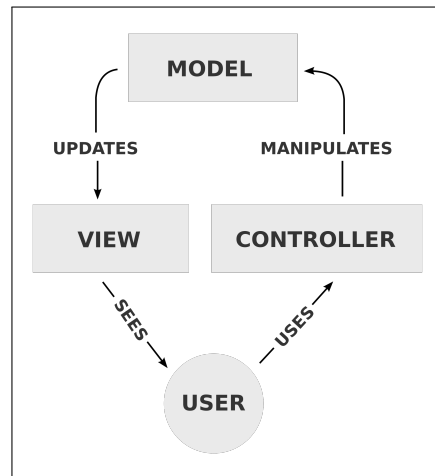 MODEL
UPDATES
MANIPULATES
VIEW
CONTROLLER
SEES
USES
USER